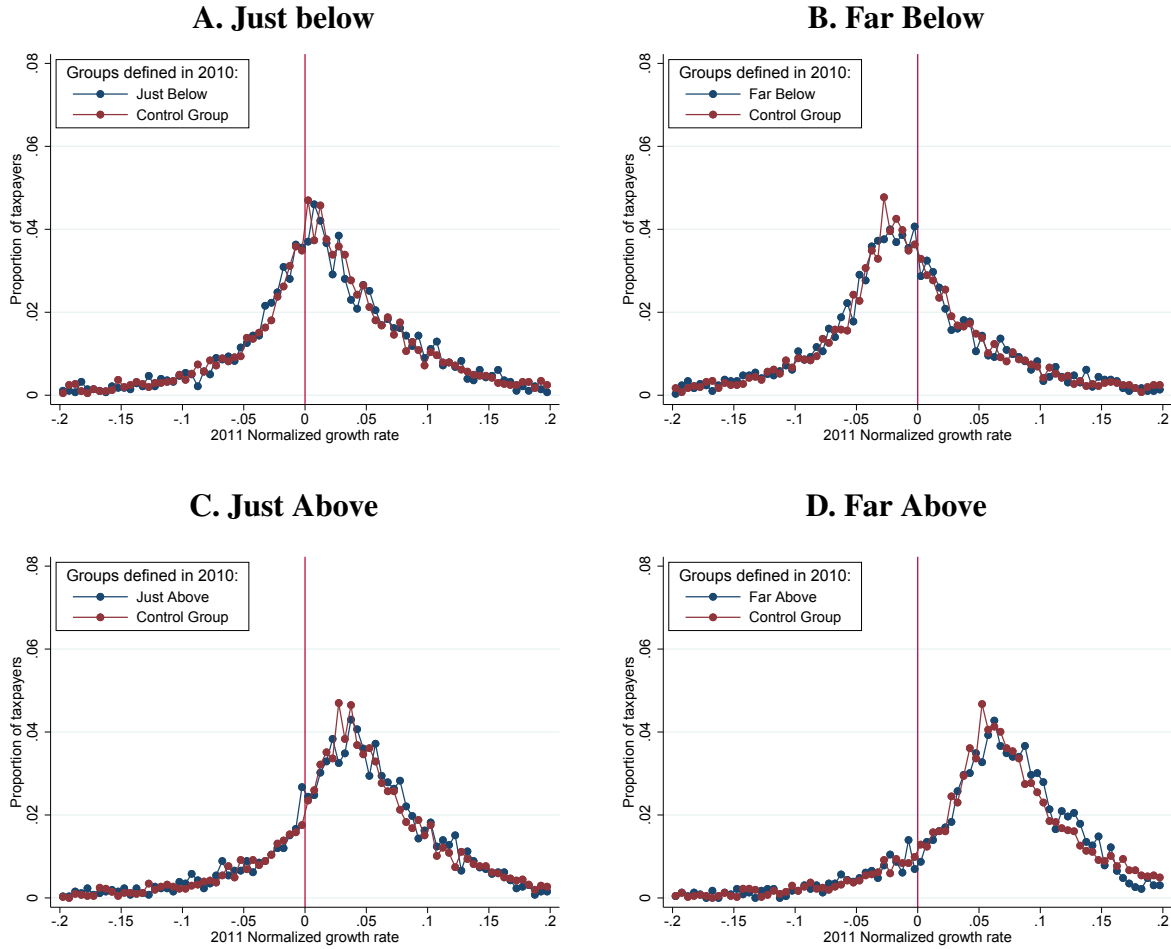 A. Just below
Proportion of taxpayers
0 .02 .04 .06 .08
Groups defined in 2010:
Just Below
Control Group
-.2 -.15 -.1 -.05 0 .05 .1 .15 .2
2011 Normalized growth rate
B. Far Below
Proportion of taxpayers
0 .02 .04 .06 .08
Groups defined in 2010:
Far Below
Control Group
-.2 -.15 -.1 -.05 0 .05 .1 .15 .2
2011 Normalized growth rate
C. Just Above
Proportion of taxpayers
0 .02 .04 .06 .08
Groups defined in 2010:
Just Above
Control Group
-.2 -.15 -.1 -.05 0 .05 .1 .15 .2
2011 Normalized growth rate
D. Far Above
Proportion of taxpayers
0 .02 .04 .06 .08
Groups defined in 2010:
Far Above
Control Group
-.2 -.15 -.1 -.05 0 .05 .1 .15 .2
2011 Normalized growth rate